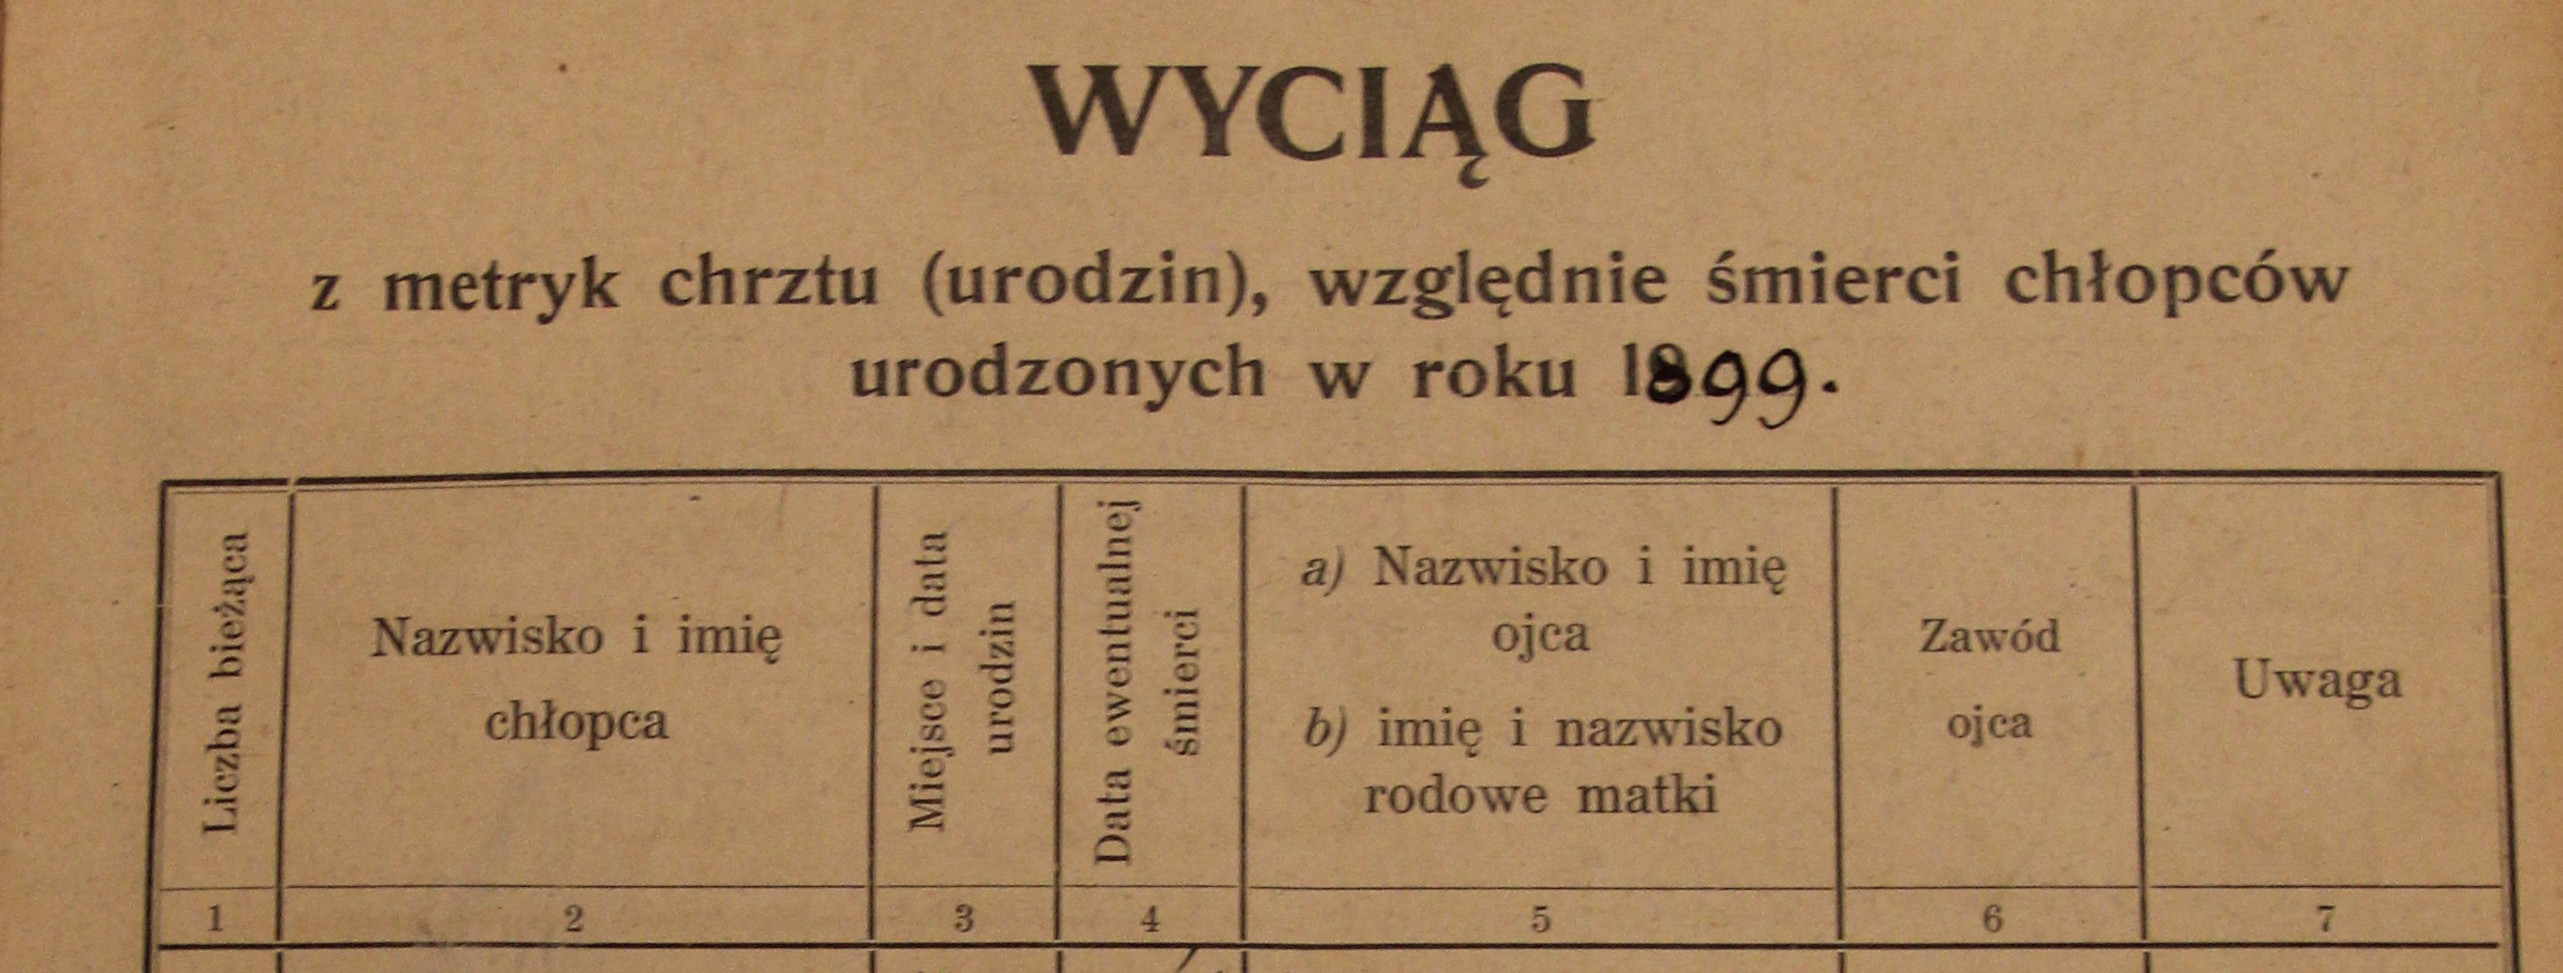 WYCIĄG
z metryk chrztu (urodzin), względnie śmierci chłopców
urodzonych w roku 1899.
Liczba bieżąca
Nazwisko i imię
chłopca
Miejsce i data
urodzin
Data ewentualnej
śmierci
a) Nazwisko i imię
ojca
b) imię i nazwisko
rodowe matki
Zawód
ojca
Uwaga
1 2 3 4 5 6 7